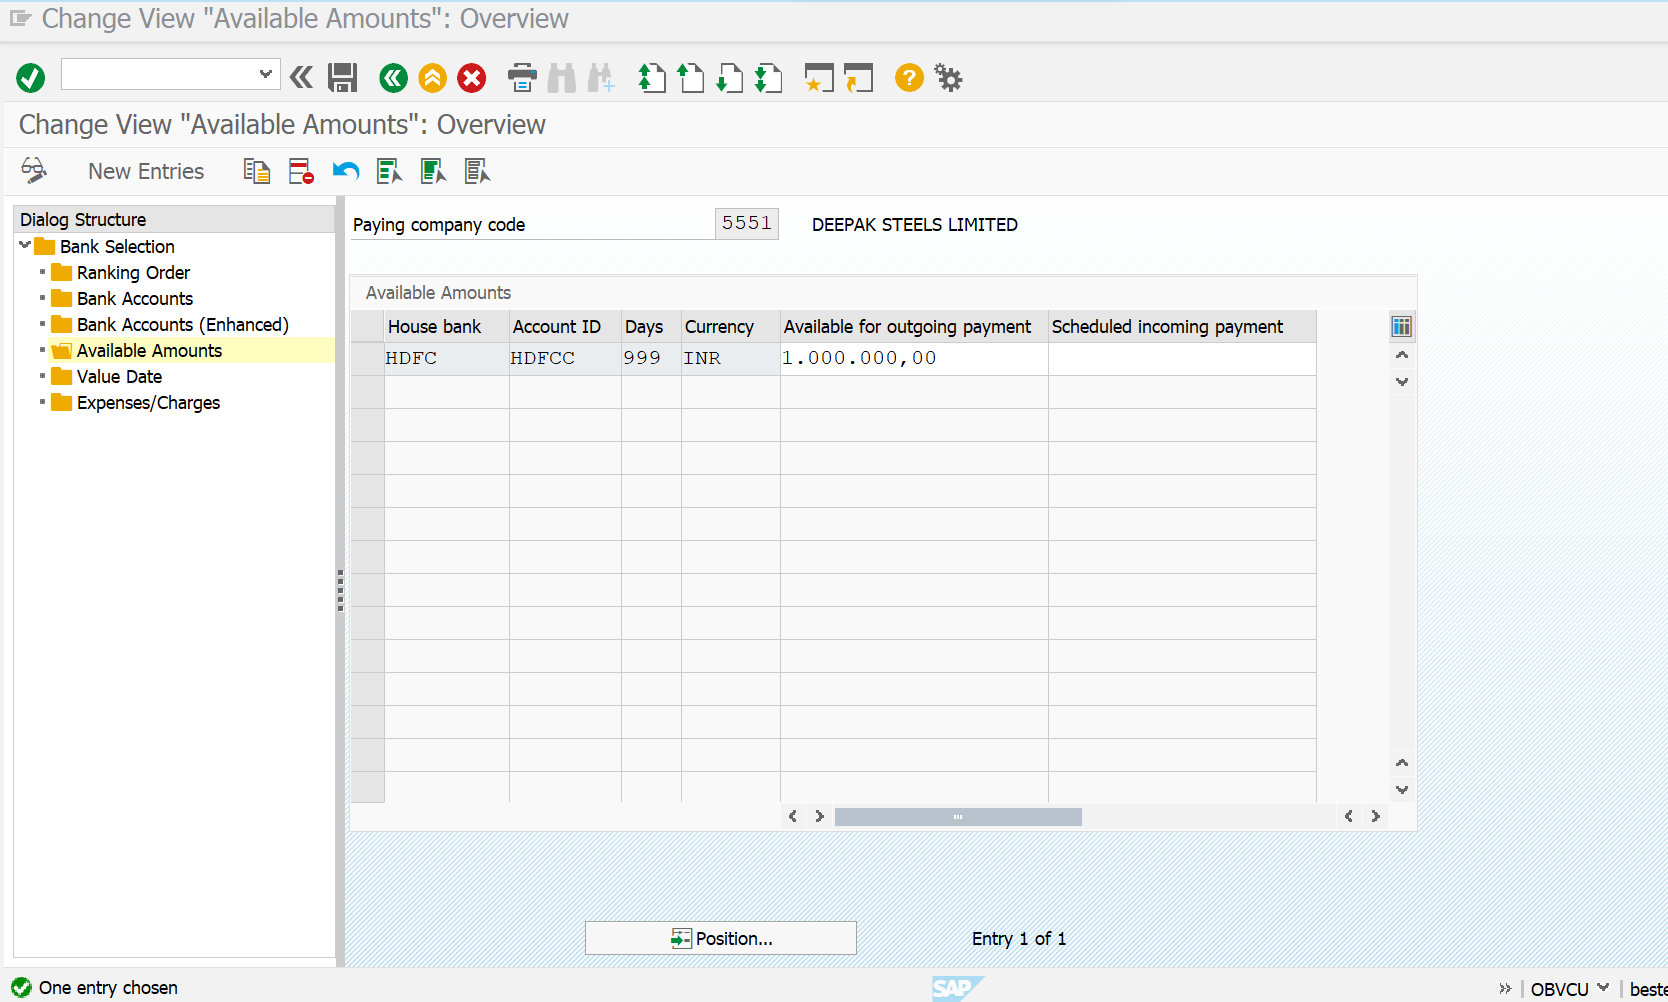 Change View "Available Amounts": Overview
Change View "Available Amounts": Overview
New Entries
Dialog Structure
Bank Selection
Ranking Order
Bank Accounts
Bank Accounts (Enhanced)
Available Amounts
Value Date
Expenses/Charges
Paying company code 5551 DEEPAK STEELS LIMITED
Available Amounts
House bank Account ID Days Currency Available for outgoing payment Scheduled incoming payment
HDFC HDFCC 999 INR 1.000.000,00
Position... Entry 1 of 1
One entry chosen SAP OBVCU beste